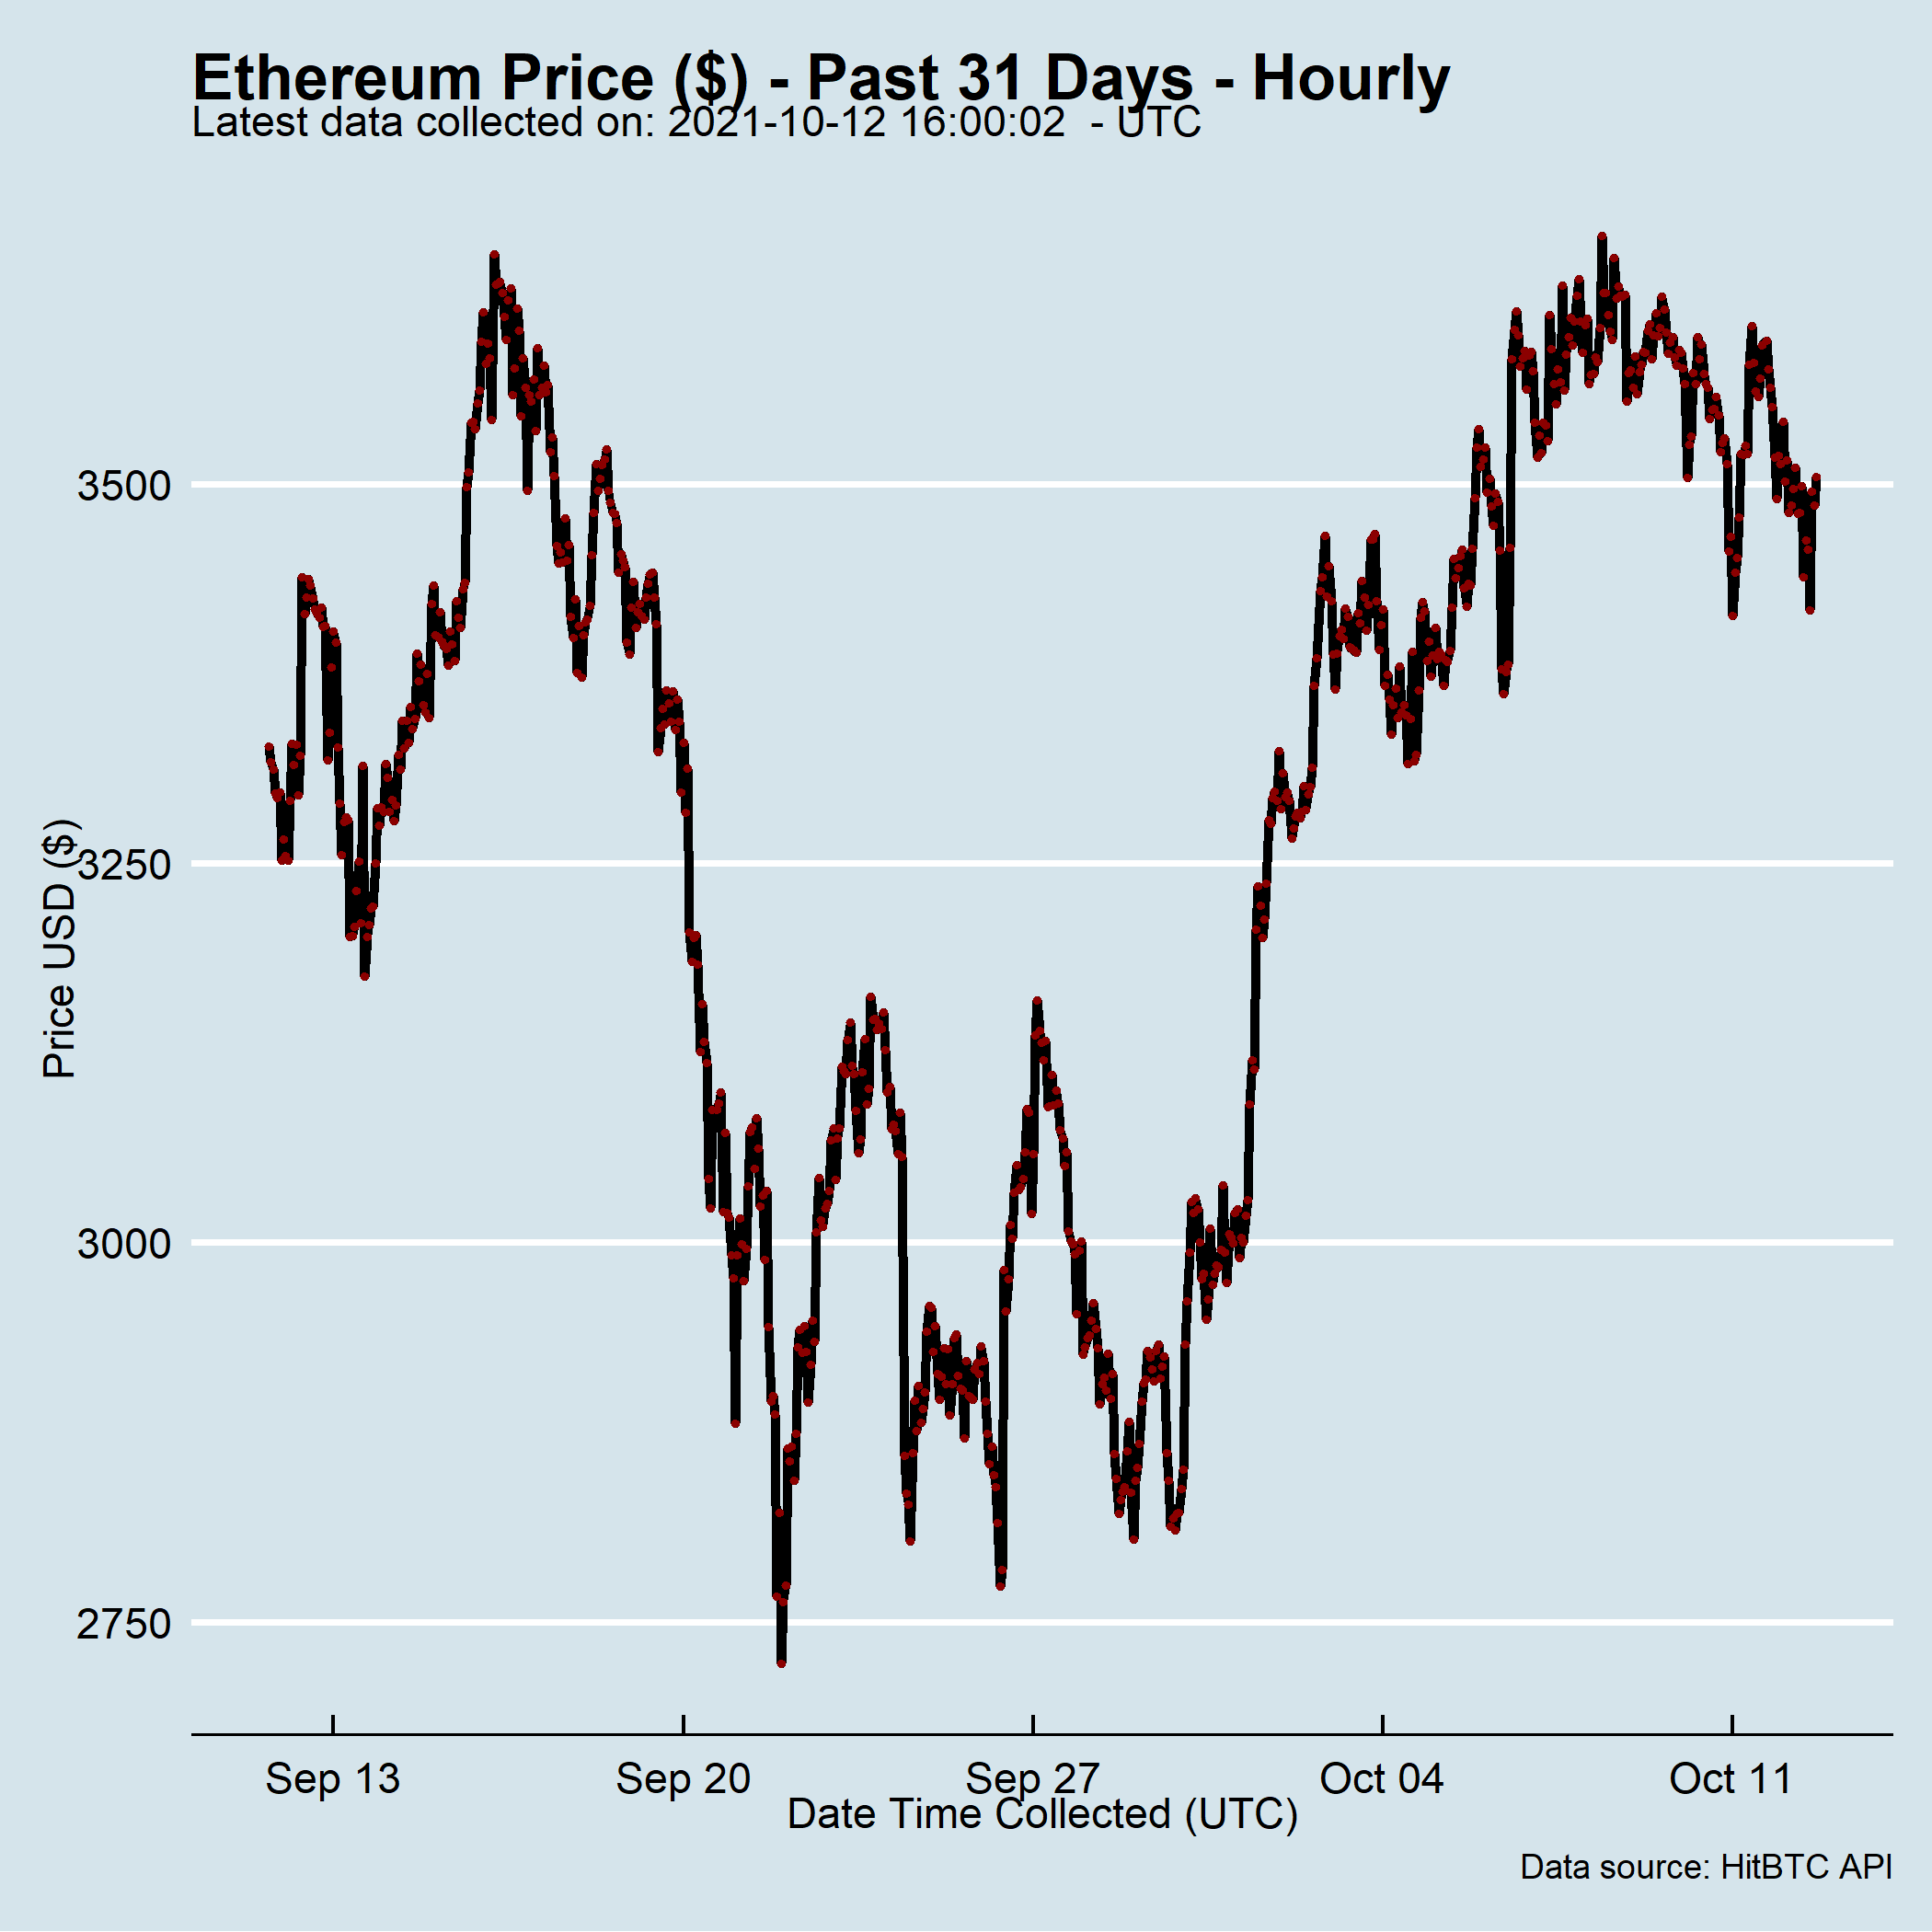 Ethereum Price ($) - Past 31 Days - Hourly
Latest data collected on: 2021-10-12 16:00:02  - UTC
3500
3250
3000
2750
Price USD ($)
Sep 13
Sep 20
Sep 27
Oct 04
Oct 11
Date Time Collected (UTC)
Data source: HitBTC API